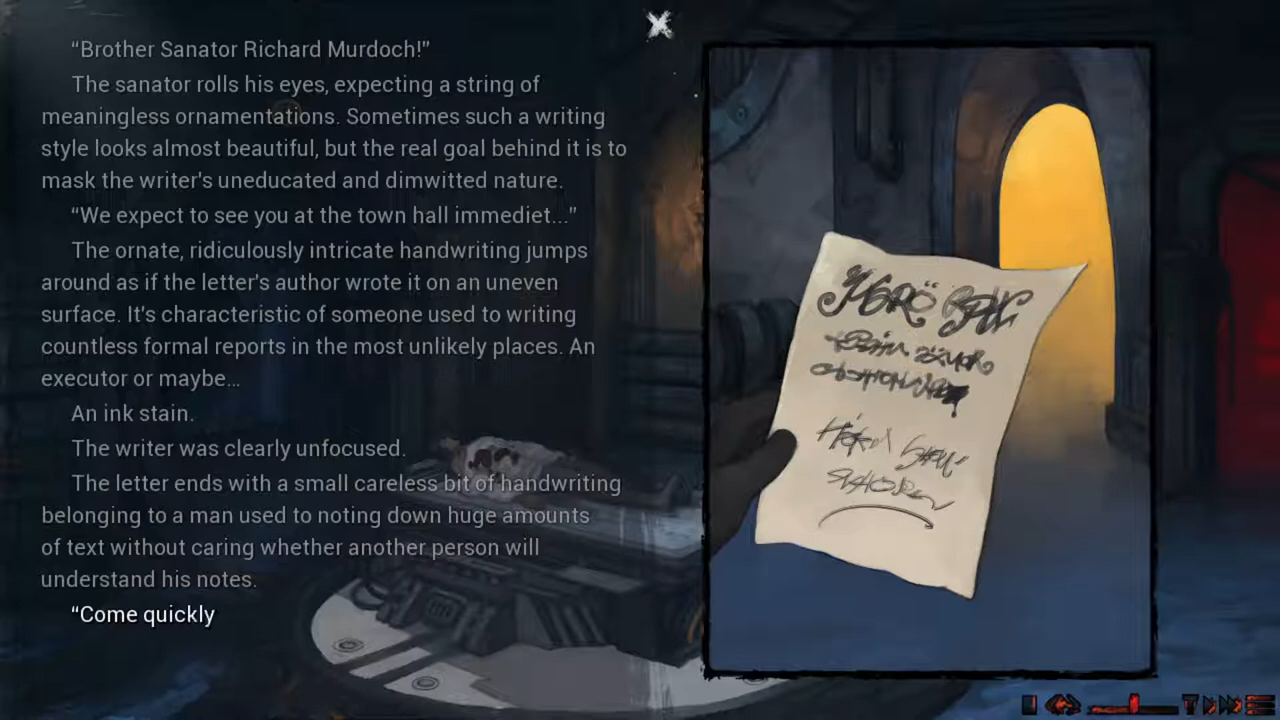 “Brother Sanator Richard Murdoch!”
The sanator rolls his eyes, expecting a string of
meaningless ornamentations. Sometimes such a writing
style looks almost beautiful, but the real goal behind it is to
mask the writer's uneducated and dimwitted nature.
“We expect to see you at the town hall immediet...”
The ornate, ridiculously intricate handwriting jumps
around as if the letter's author wrote it on an uneven
surface. It's characteristic of someone used to writing
countless formal reports in the most unlikely places. An
executor or maybe…
An ink stain.
The writer was clearly unfocused.
The letter ends with a small careless bit of handwriting
belonging to a man used to noting down huge amounts
of text without caring whether another person will
understand his notes.
“Come quickly